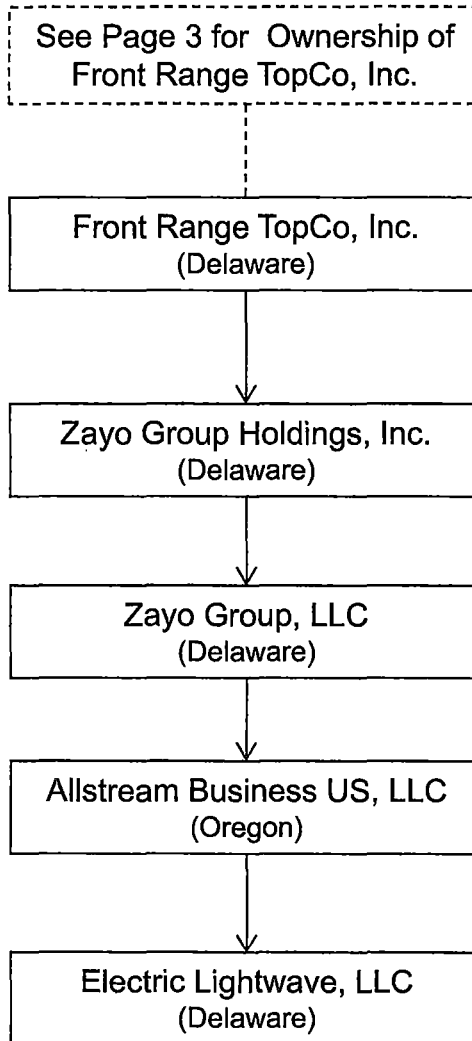 See Page 3 for Ownership of
Front Range TopCo, Inc.
Front Range TopCo, Inc.
(Delaware)
Zayo Group Holdings, Inc.
(Delaware)
Zayo Group, LLC
(Delaware)
Allstream Business US, LLC
(Oregon)
Electric Lightwave, LLC
(Delaware)